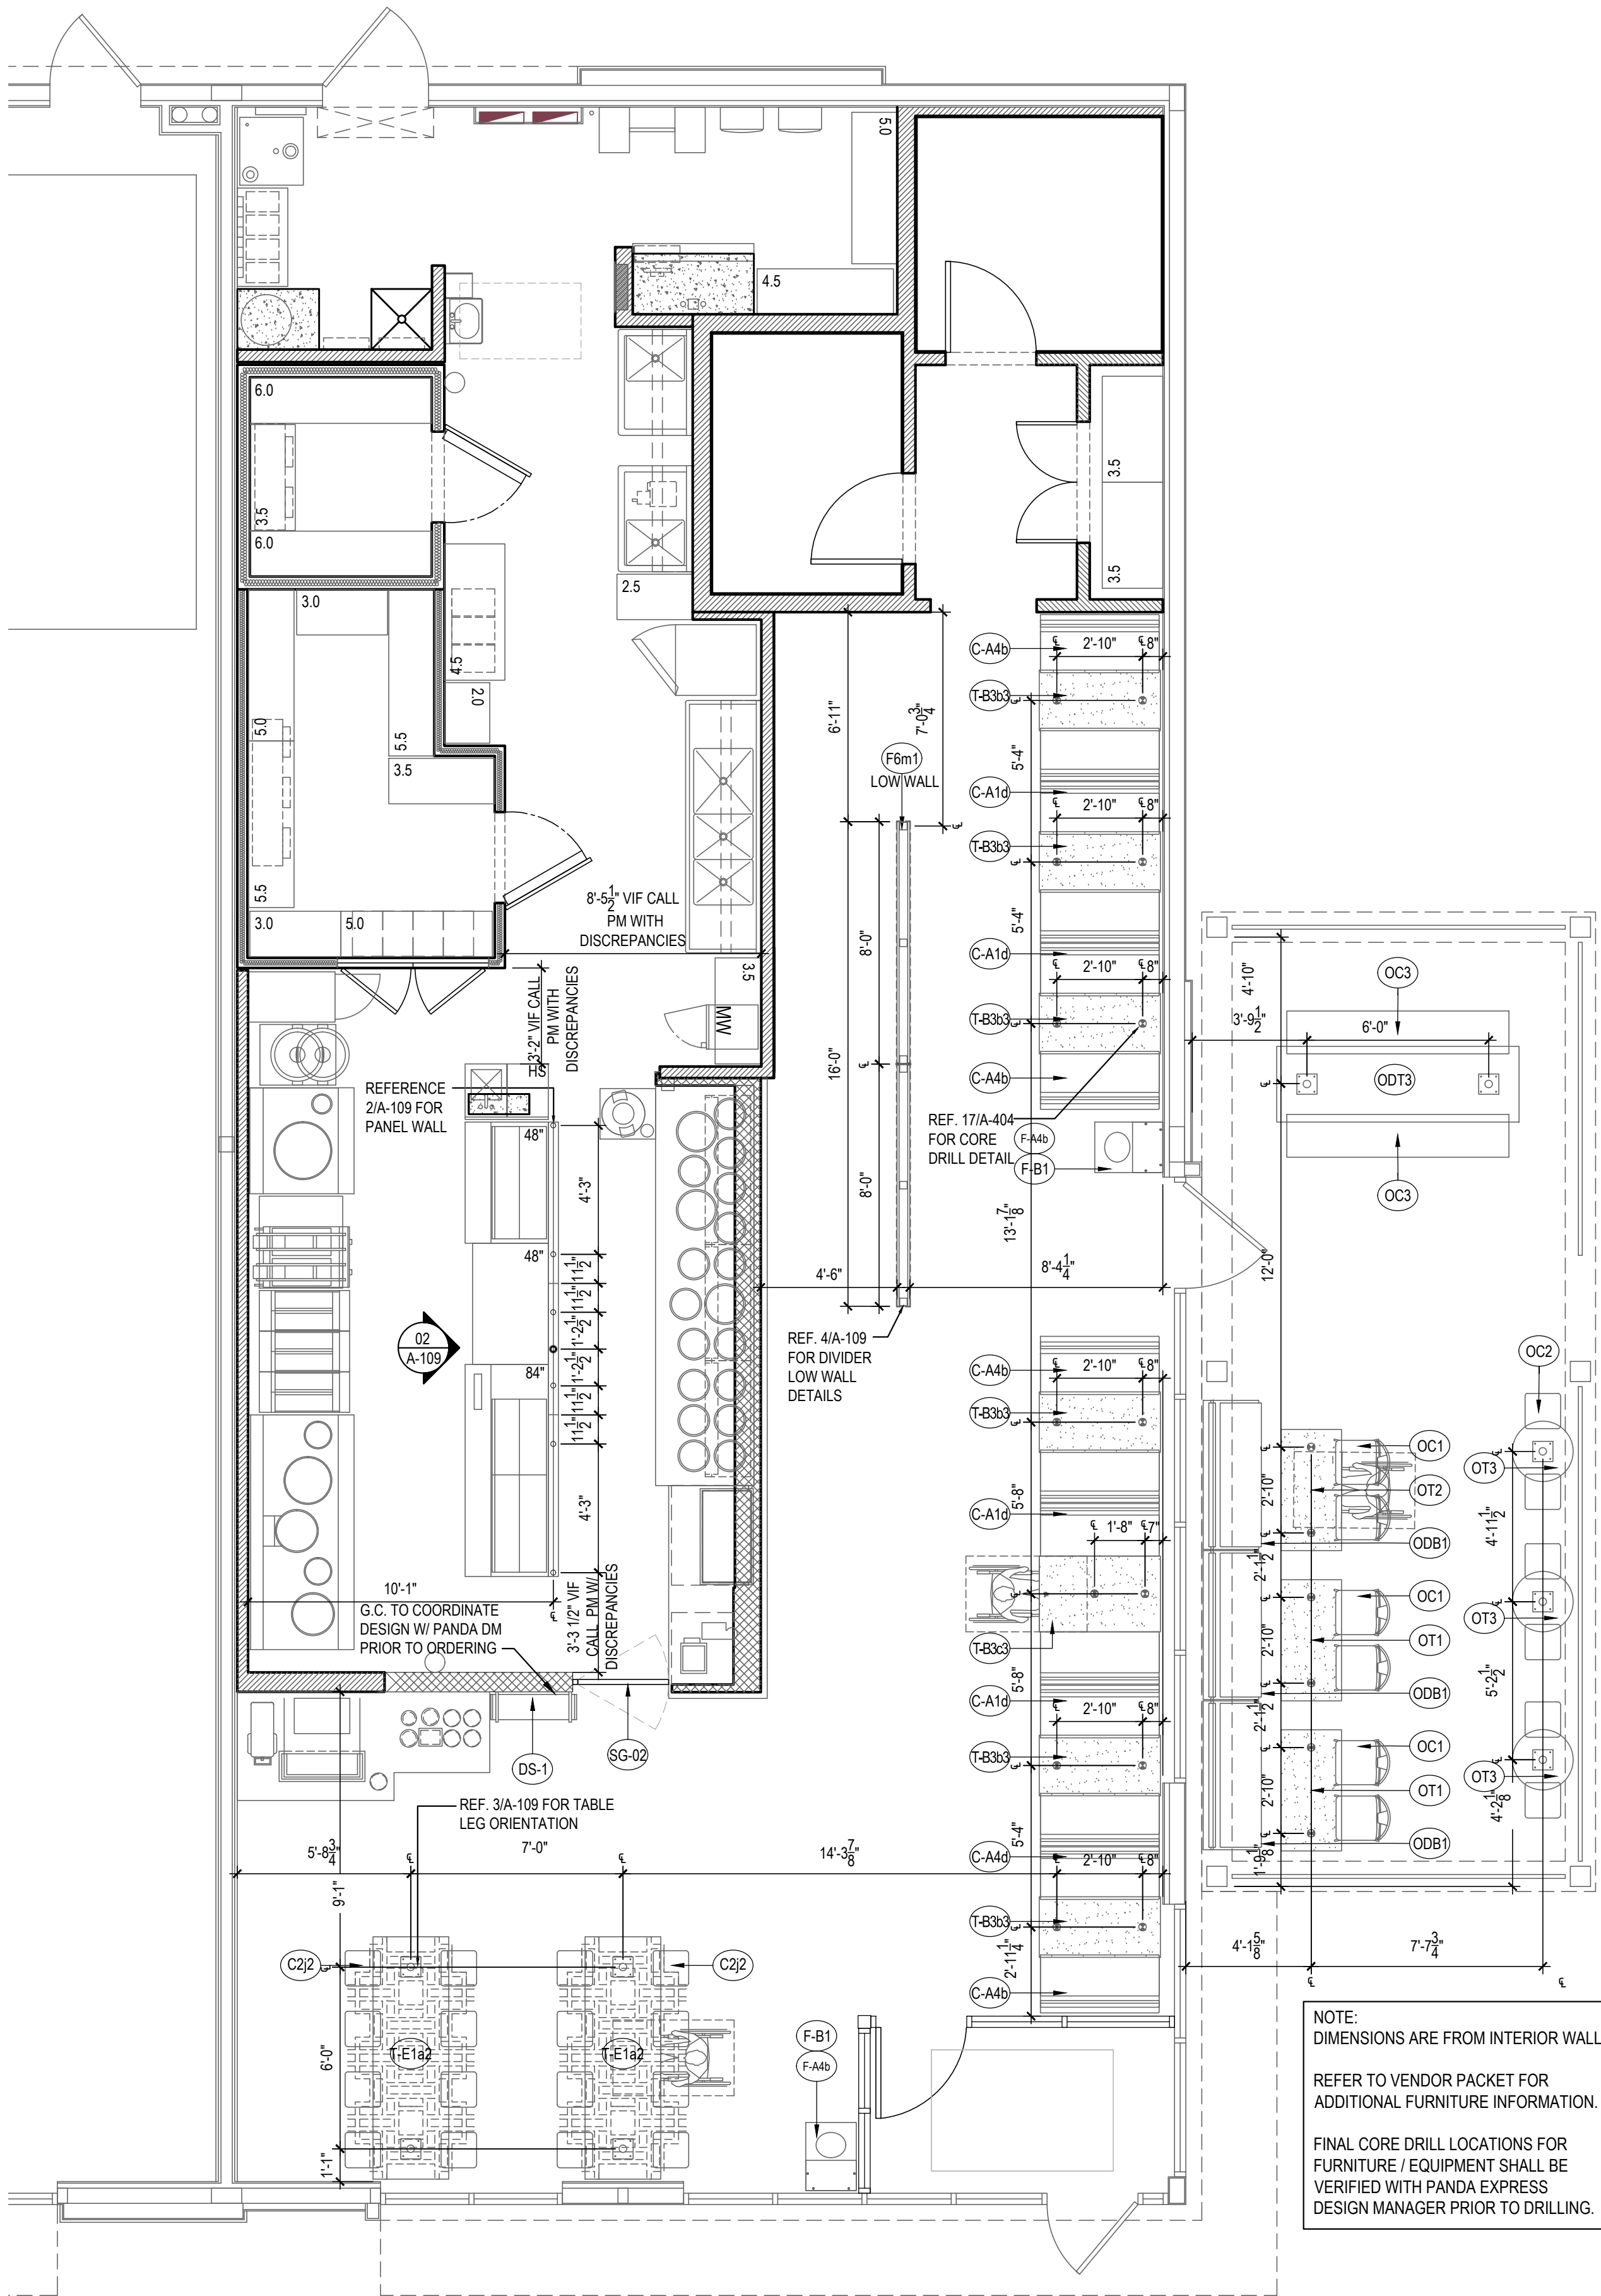 5.0
4.5
6.0
3.5
6.0
3.5
3.5
2.5
3.0
4.5
2.0
5.0
5.5
3.5
5.5
3.0
5.0
8'-5 1/2" VIF CALL
PM WITH
DISCREPANCIES
3'-2" VIF CALL
PM WITH
DISCREPANCIES
3.5
MW
HS
REFERENCE
2/A-109 FOR
PANEL WALL
48"
4'-3"
48"
11 1/2"
11 1/2"
1'-2 1/2"
1'-2 1/2"
84"
11 1/2"
11 1/2"
4'-3"
02
A-109
10'-1"
G.C. TO COORDINATE
DESIGN W/ PANDA DM
PRIOR TO ORDERING
3'-3 1/2" VIF
CALL PM W/
DISCREPANCIES
DS-1
SG-02
6'-11"
7'-0 3/4"
F6m1
LOW WALL
8'-0"
16'-0"
8'-0"
4'-6"
8'-4 1/4"
13'-1 7/8"
REF. 4/A-109
FOR DIVIDER
LOW WALL
DETAILS
C-A4b
2'-10"
8"
T-B3b3
5'-4"
C-A1d
2'-10"
8"
T-B3b3
5'-4"
C-A1d
2'-10"
8"
T-B3b3
C-A4b
REF. 17/A-404
FOR CORE
DRILL DETAIL
F-A4b
F-B1
C-A4b
2'-10"
8"
T-B3b3
5'-8"
C-A1d
1'-8"
7"
T-B3c3
5'-8"
C-A1d
2'-10"
8"
T-B3b3
5'-4"
C-A4d
2'-10"
8"
T-B3b3
2'-11 1/4"
C-A4b
4'-10"
3'-9 1/2"
6'-0"
OC3
ODT3
OC3
12'-0"
OC2
OC1
OT3
OT2
2'-10"
4'-11 1/2"
ODB1
2'-1 1/2"
OC1
OT3
2'-10"
OT1
5'-2 1/2"
ODB1
2'-1 1/2"
OC1
OT3
2'-10"
OT1
4'-2 1/8"
ODB1
1'-9 1/8"
4'-1 5/8"
7'-7 3/4"
REF. 3/A-109 FOR TABLE
LEG ORIENTATION
5'-8 3/4"
7'-0"
14'-3 7/8"
9'-1"
C2j2
C2j2
T-E1a2
T-E1a2
6'-0"
1'-1"
F-B1
F-A4b
NOTE:
DIMENSIONS ARE FROM INTERIOR WALL
REFER TO VENDOR PACKET FOR
ADDITIONAL FURNITURE INFORMATION.
FINAL CORE DRILL LOCATIONS FOR
FURNITURE / EQUIPMENT SHALL BE
VERIFIED WITH PANDA EXPRESS
DESIGN MANAGER PRIOR TO DRILLING.